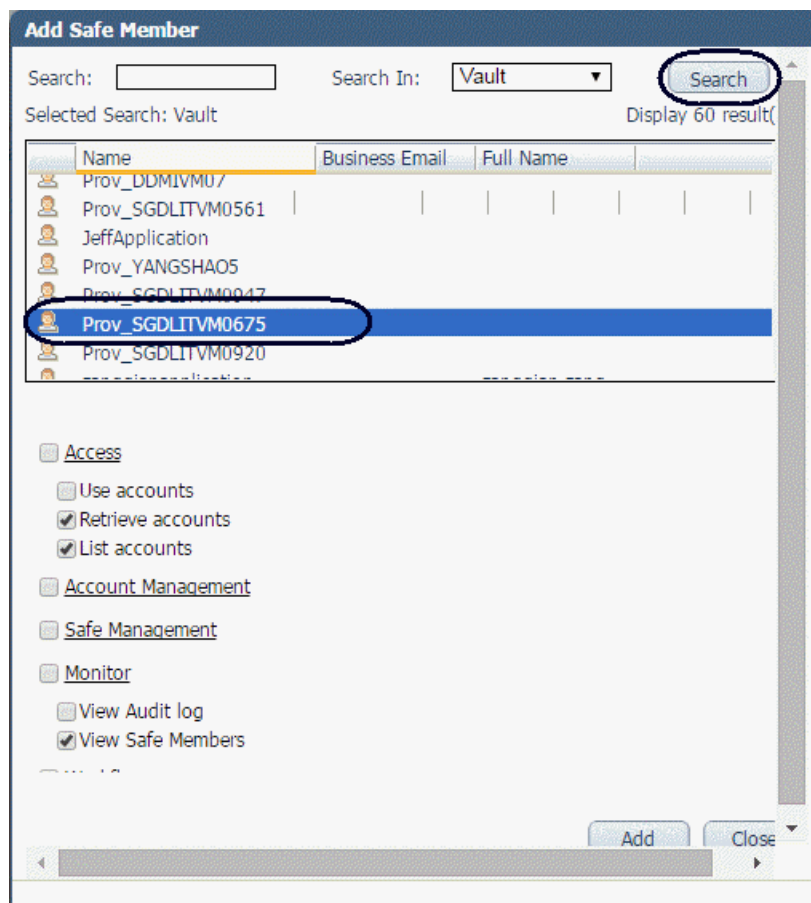 Add Safe Member
Search: Search In: Vault Search
Selected Search: Vault Display 60 result(
Name Business Email Full Name
Prov_DDMIVM07
Prov_SGDLITVM0561
JeffApplication
Prov_YANGSHAO5
Prov_SGDLITVM0947
Prov_SGDLITVM0675
Prov_SGDLITVM0920
Access
Use accounts
Retrieve accounts
List accounts
Account Management
Safe Management
Monitor
View Audit log
View Safe Members
Add Close